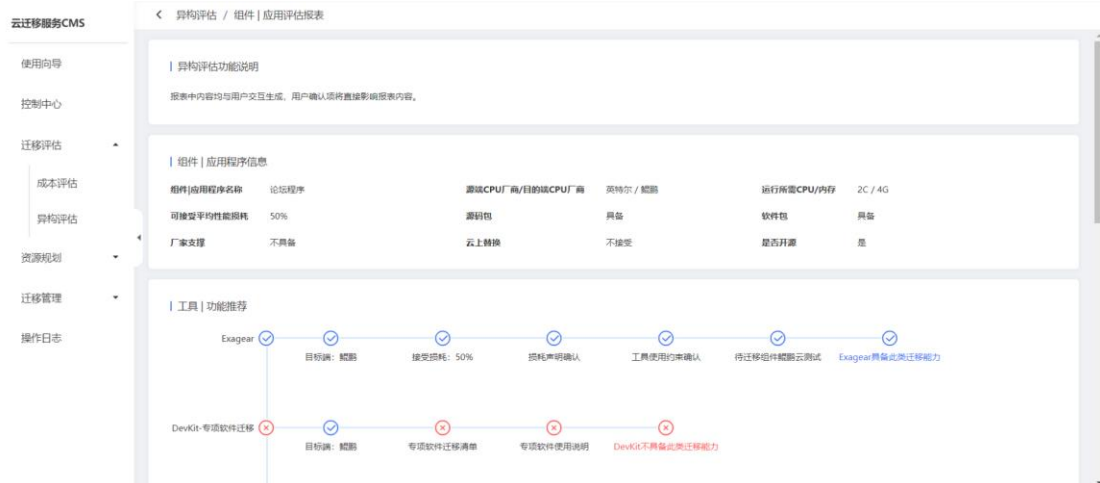 云迁移服务CMS
异构评估 / 组件 | 应用评估报表
使用向导
控制中心
迁移评估
成本评估
异构评估
资源规划
迁移管理
操作日志
异构评估功能说明
报表中内容均与用户交互生成，用户确认项将直接影响报表内容。
组件 | 应用程序信息
组件|应用程序名称 论坛程序 源端CPU厂商/目的端CPU厂商 英特尔 / 鲲鹏 运行所需CPU/内存 2C / 4G
可接受平均性能损耗 50% 源码包 具备 软件包 具备
厂家支撑 不具备 云上替换 不接受 是否开源 是
工具 | 功能推荐
Exagear
目标端：鲲鹏 接受损耗：50% 损耗声明确认 工具使用约束确认 待迁移组件鲲鹏云测试 Exagear具备此类迁移能力
DevKit-专项软件迁移
目标端：鲲鹏 专项软件迁移清单 专项软件使用说明 DevKit不具备此类迁移能力